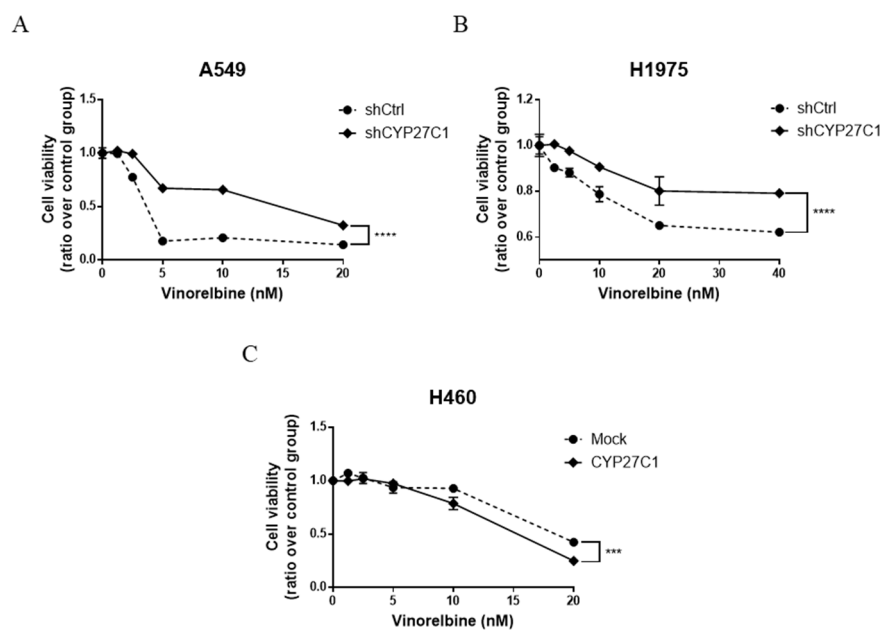 A
A549
Cell viability
(ratio over control group)
1.5
1.0
0.5
0.0
0
5
10
15
20
Vinorelbine (nM)
shCtrl
shCYP27C1
****
B
H1975
Cell viability
(ratio over control group)
1.2
1.0
0.8
0.6
0
10
20
30
40
Vinorelbine (nM)
shCtrl
shCYP27C1
****
C
H460
Cell viability
(ratio over control group)
1.5
1.0
0.5
0.0
0
5
10
15
20
Vinorelbine (nM)
Mock
CYP27C1
***